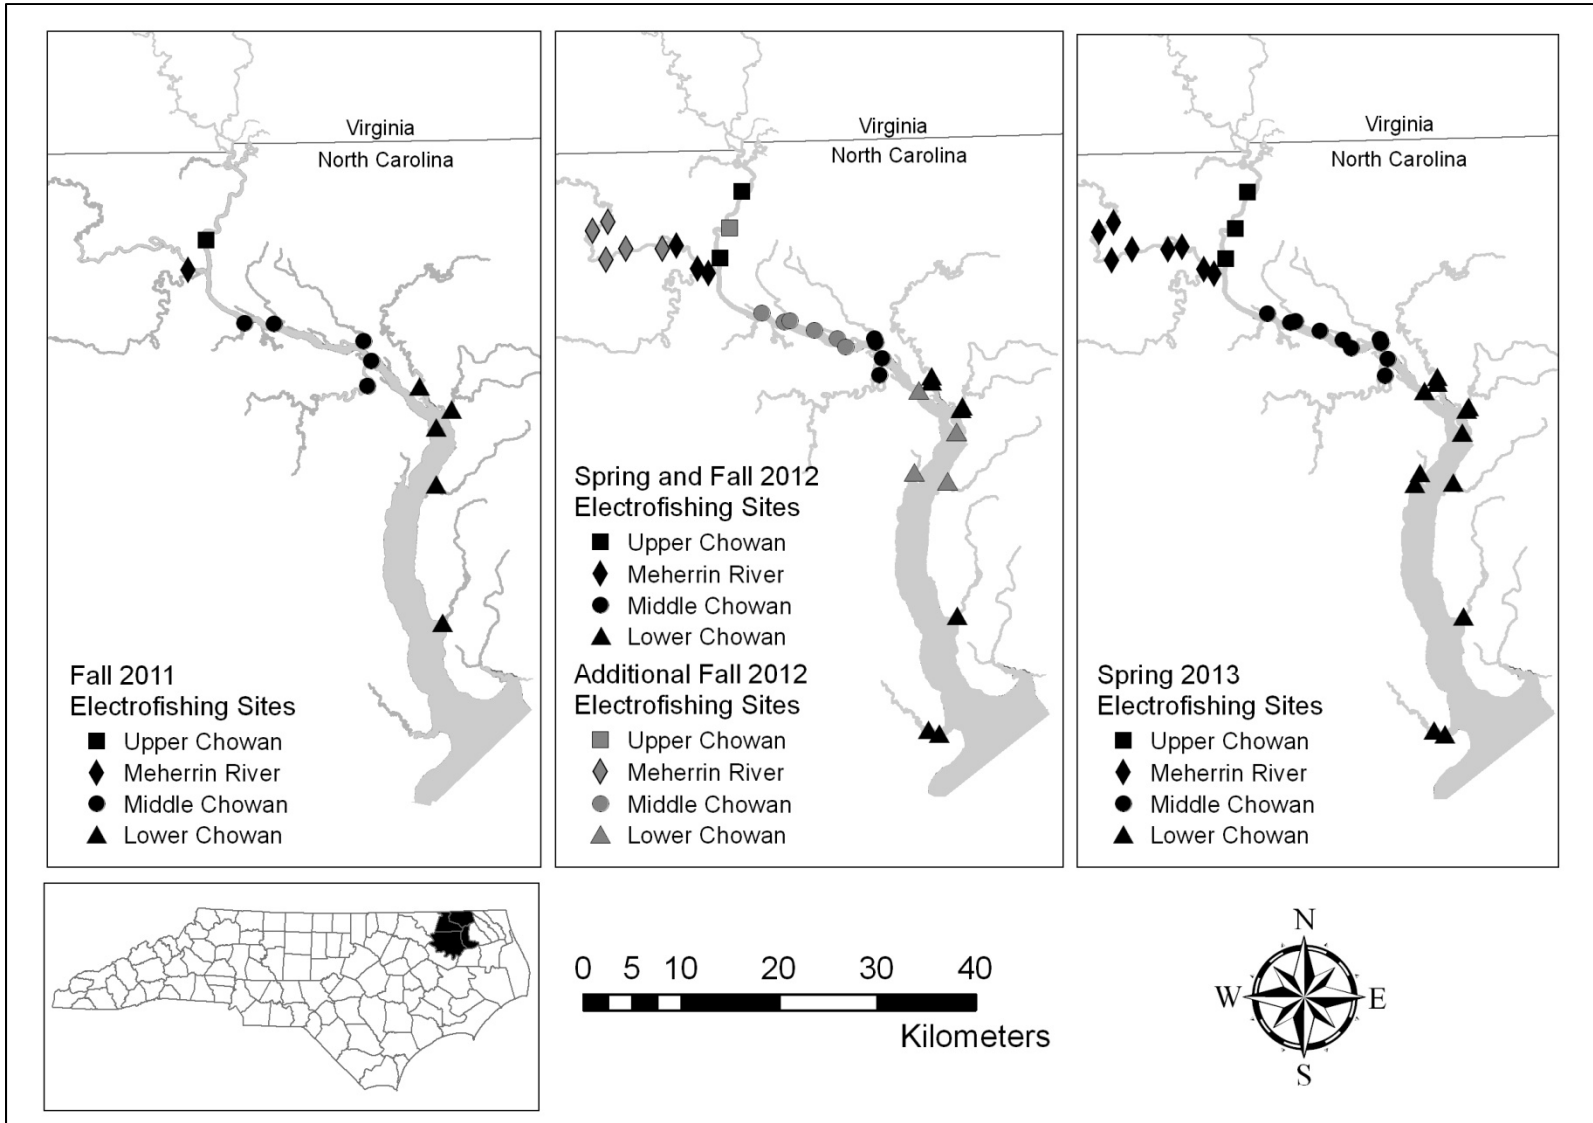 Virginia
North Carolina
Fall 2011
Electrofishing Sites
Upper Chowan
Meherrin River
Middle Chowan
Lower Chowan
Virginia
North Carolina
Spring and Fall 2012
Electrofishing Sites
Upper Chowan
Meherrin River
Middle Chowan
Lower Chowan
Additional Fall 2012
Electrofishing Sites
Upper Chowan
Meherrin River
Middle Chowan
Lower Chowan
Virginia
North Carolina
Spring 2013
Electrofishing Sites
Upper Chowan
Meherrin River
Middle Chowan
Lower Chowan
0 5 10 20 30 40
Kilometers
N
W E
S